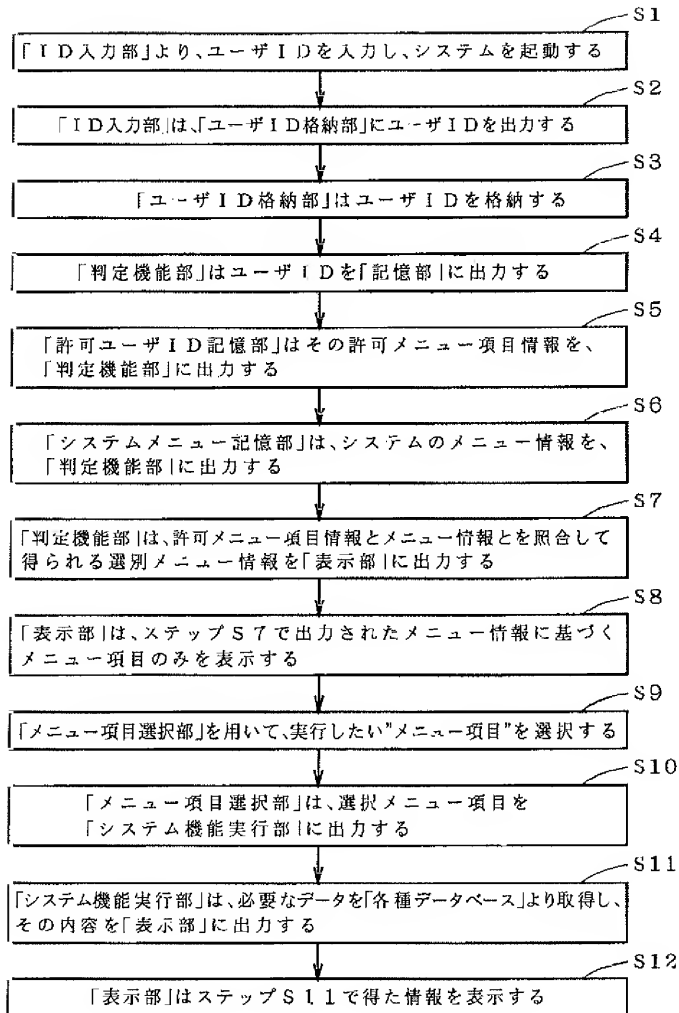 S1
「ID入力部」より、ユーザIDを入力し、システムを起動する
S2
「ID入力部」は、「ユーザID格納部」にユーザIDを出力する
S3
「ユーザID格納部」はユーザIDを格納する
S4
「判定機能部」はユーザIDを「記憶部」に出力する
S5
「許可ユーザID記憶部」はその許可メニュー項目情報を、
「判定機能部」に出力する
S6
「システムメニュー記憶部」は、システムのメニュー情報を、
「判定機能部」に出力する
S7
「判定機能部」は、許可メニュー項目情報とメニュー情報とを照合して
得られる選別メニュー情報を「表示部」に出力する
S8
「表示部」は、ステップS7で出力されたメニュー情報に基づく
メニュー項目のみを表示する
S9
「メニュー項目選択部」を用いて、実行したい"メニュー項目"を選択する
S10
「メニュー項目選択部」は、選択メニュー項目を
「システム機能実行部」に出力する
S11
「システム機能実行部」は、必要なデータを「各種データベース」より取得し、
その内容を「表示部」に出力する
S12
「表示部」はステップS11で得た情報を表示する